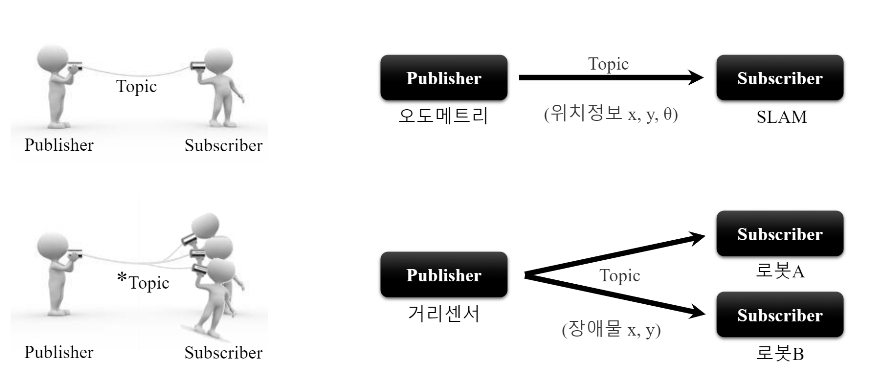 Topic
Publisher
Subscriber
Publisher
오도메트리
Topic
(위치정보 x, y, θ)
Subscriber
SLAM
*Topic
Publisher
Subscriber
Publisher
거리센서
Topic
(장애물 x, y)
Subscriber
로봇A
Subscriber
로봇B